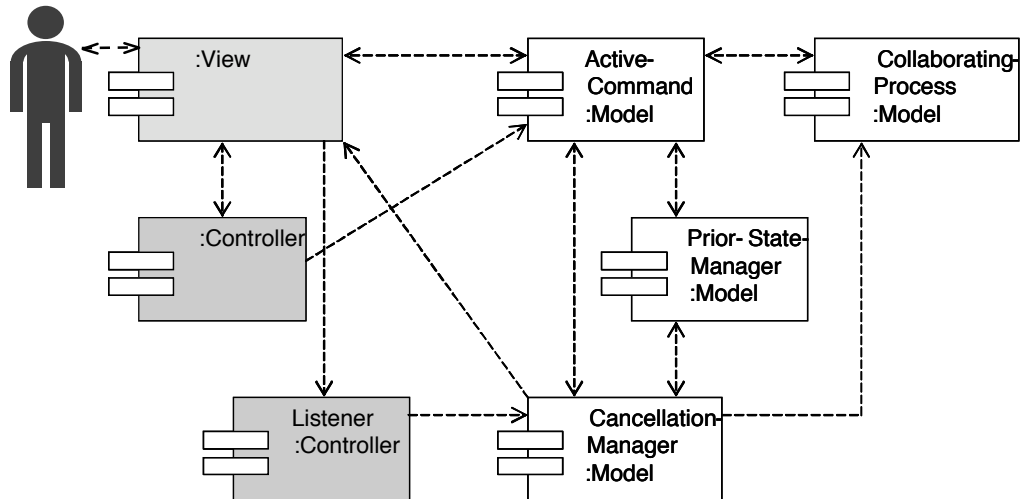 :View
Active-
Command
:Model
Collaborating-
Process
:Model
:Controller
Prior- State-
Manager
:Model
Listener
:Controller
Cancellation-
Manager
:Model